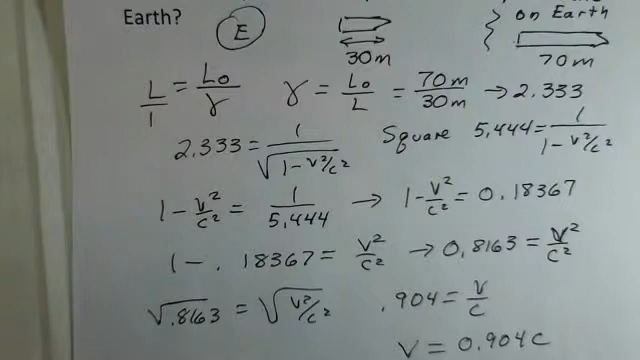 Earth? E 30m on Earth 70m
L/1 = L₀/γ γ = L₀/L = 70m/30m → 2.333
2.333 = 1/√(1-v²/c²) Square 5.444 = 1/(1-v²/c²)
1-v²/c² = 1/5.444 → 1-v²/c² = 0.18367
1-.18367 = v²/c² → 0.8163 = v²/c²
√.8163 = √(v²/c²) .904 = v/c
v = 0.904c